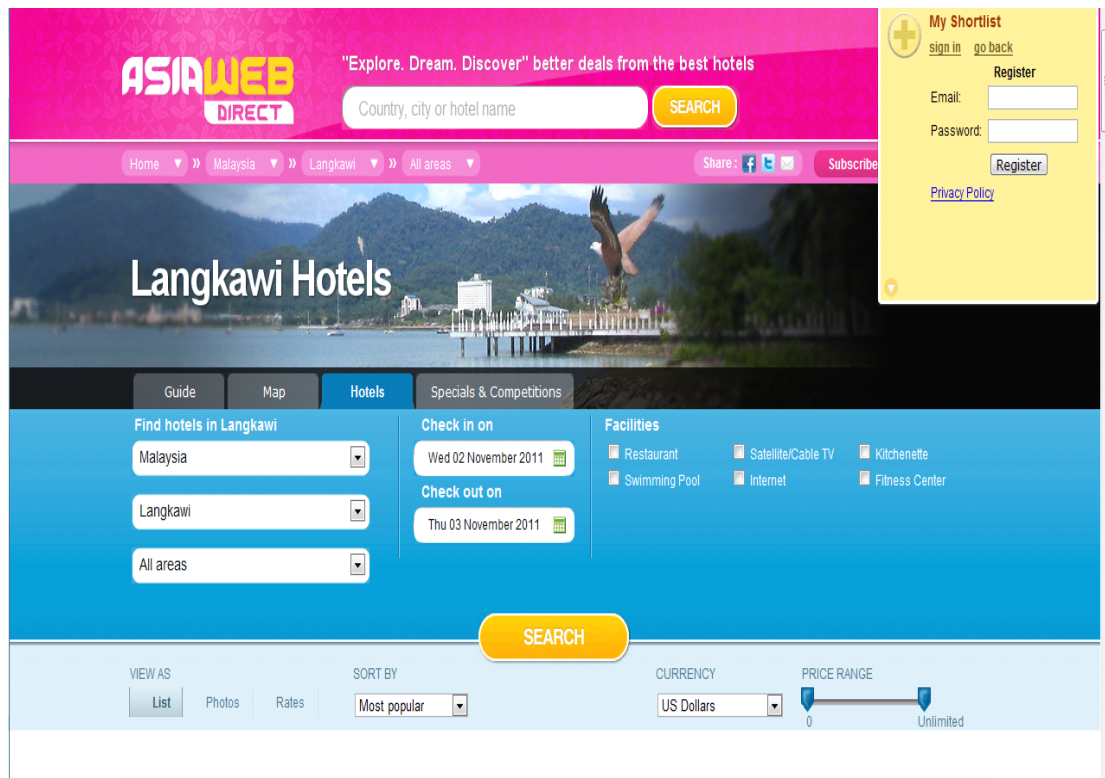 ASIAWEB
DIRECT
"Explore. Dream. Discover" better deals from the best hotels
Country, city or hotel name
SEARCH
My Shortlist
sign in go back
Register
Email:
Password:
Register
Privacy Policy
Home » Malaysia » Langkawi » All areas
Share :
Subscribe
Langkawi Hotels
Guide Map Hotels Specials & Competitions
Find hotels in Langkawi
Malaysia
Langkawi
All areas
Check in on
Wed 02 November 2011
Check out on
Thu 03 November 2011
Facilities
Restaurant Satellite/Cable TV Kitchenette
Swimming Pool Internet Fitness Center
SEARCH
VIEW AS
List Photos Rates
SORT BY
Most popular
CURRENCY
US Dollars
PRICE RANGE
0 Unlimited